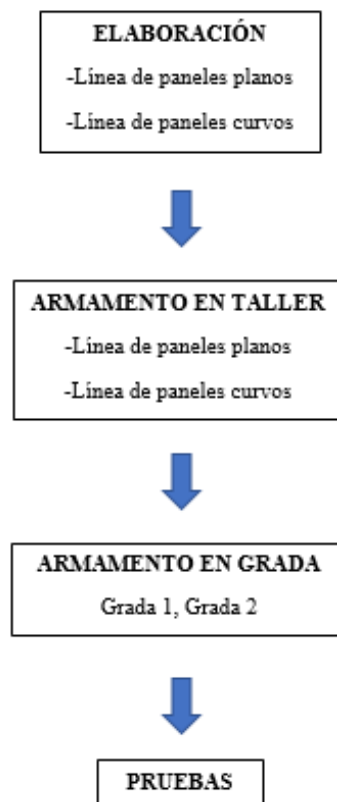 ELABORACIÓN
-Línea de paneles planos
-Línea de paneles curvos
ARMAMENTO EN TALLER
-Línea de paneles planos
-Línea de paneles curvos
ARMAMENTO EN GRADA
Grada 1, Grada 2
PRUEBAS